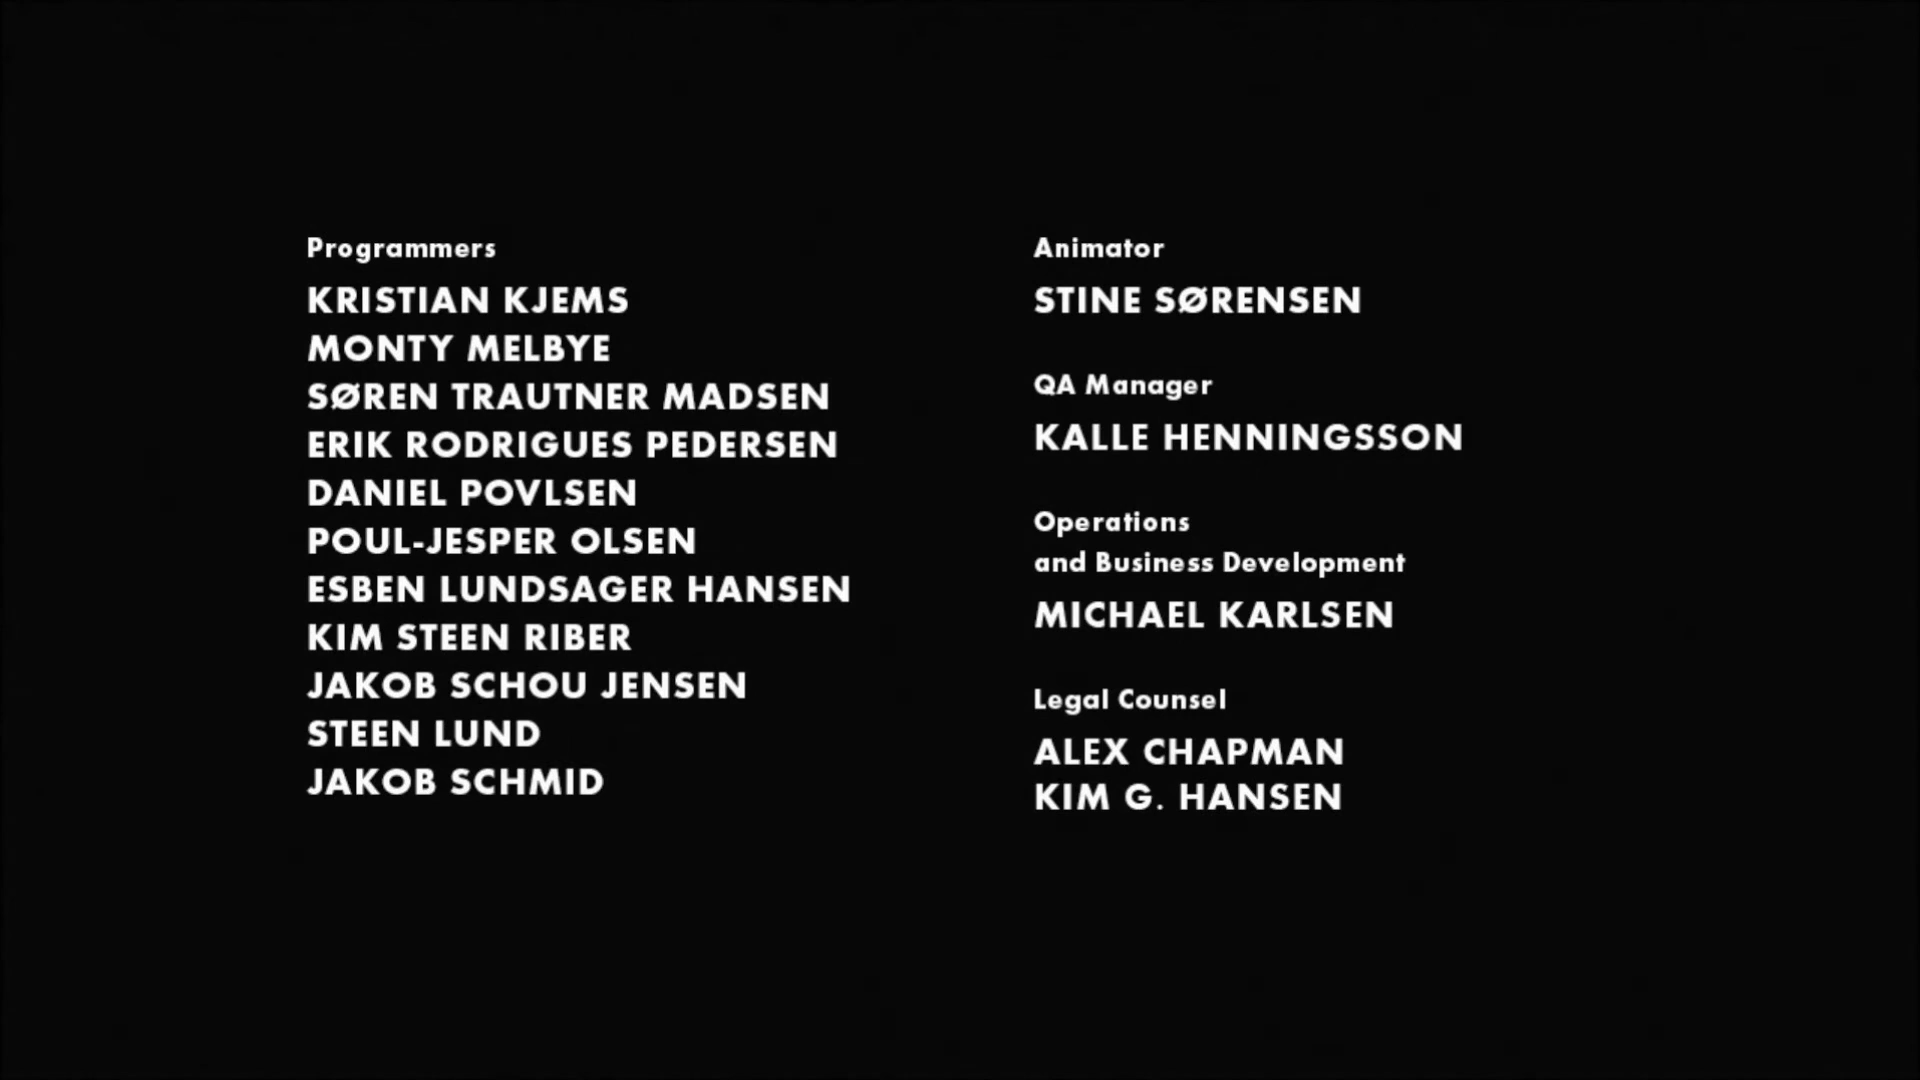 Programmers
KRISTIAN KJEMS
MONTY MELBYE
SØREN TRAUTNER MADSEN
ERIK RODRIGUES PEDERSEN
DANIEL POVLSEN
POUL-JESPER OLSEN
ESBEN LUNDSAGER HANSEN
KIM STEEN RIBER
JAKOB SCHOU JENSEN
STEEN LUND
JAKOB SCHMID
Animator
STINE SØRENSEN
QA Manager
KALLE HENNINGSSON
Operations
and Business Development
MICHAEL KARLSEN
Legal Counsel
ALEX CHAPMAN
KIM G. HANSEN